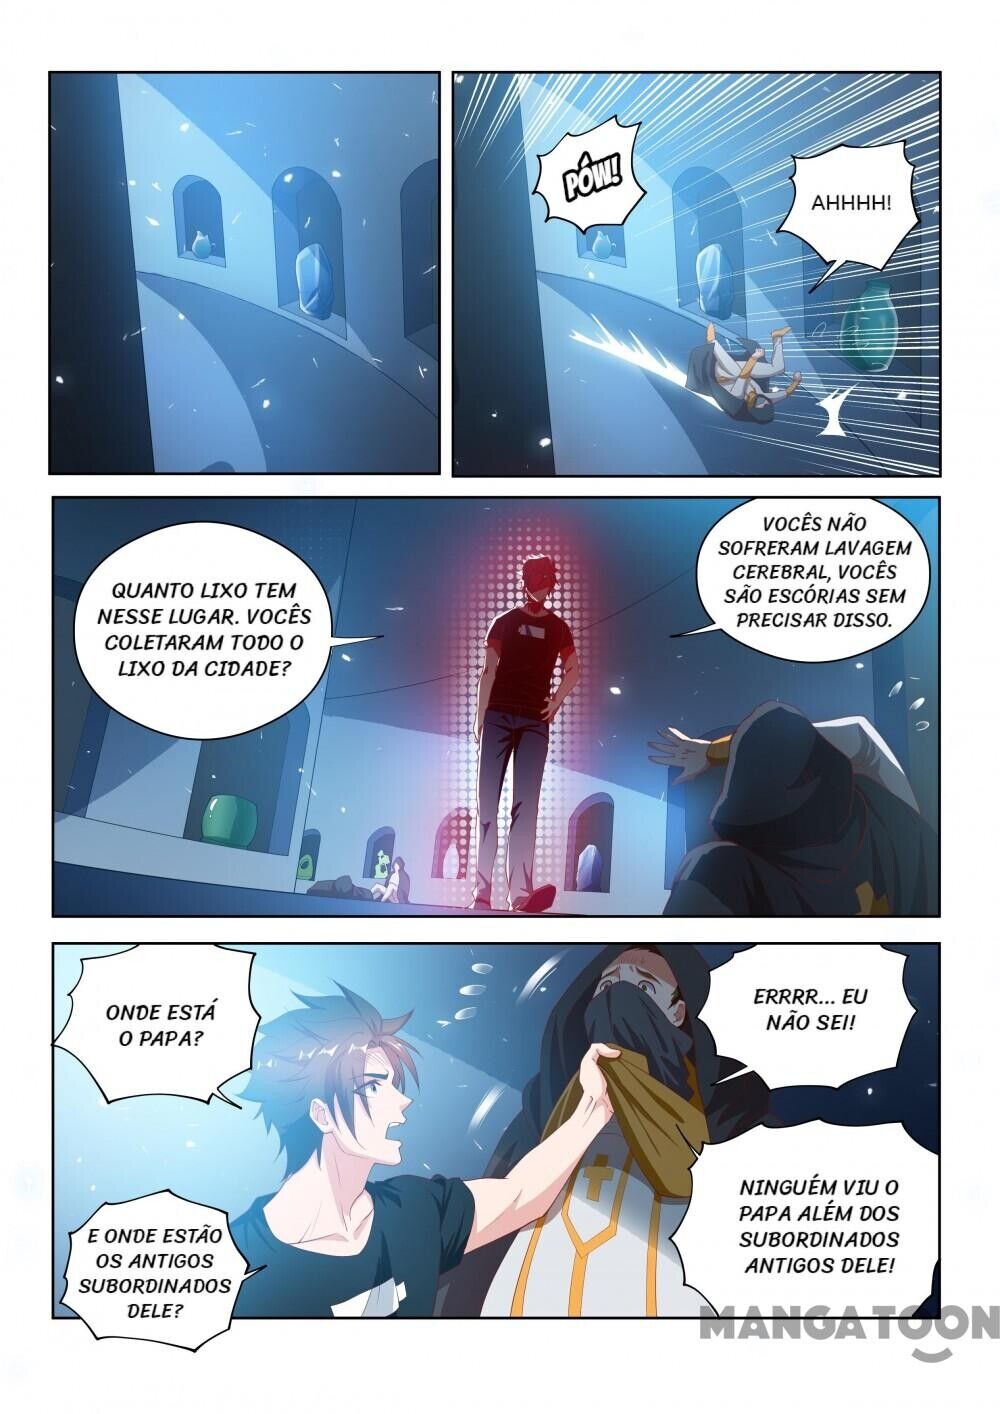 PÓW!
AHHHH!
QUANTO LIXO TEM
NESSE LUGAR. VOCÊS
COLETARAM TODO O
LIXO DA CIDADE?
VOCÊS NÃO
SOFRERAM LAVAGEM
CEREBRAL, VOCÊS
SÃO ESCÓRIAS SEM
PRECISAR DISSO.
ONDE ESTÁ
O PAPA?
ERRRR... EU
NÃO SEI!
E ONDE ESTÃO
OS ANTIGOS
SUBORDINADOS
DELE?
NINGUÉM VIU O
PAPA ALÉM DOS
SUBORDINADOS
ANTIGOS DELE!
MANGATOON